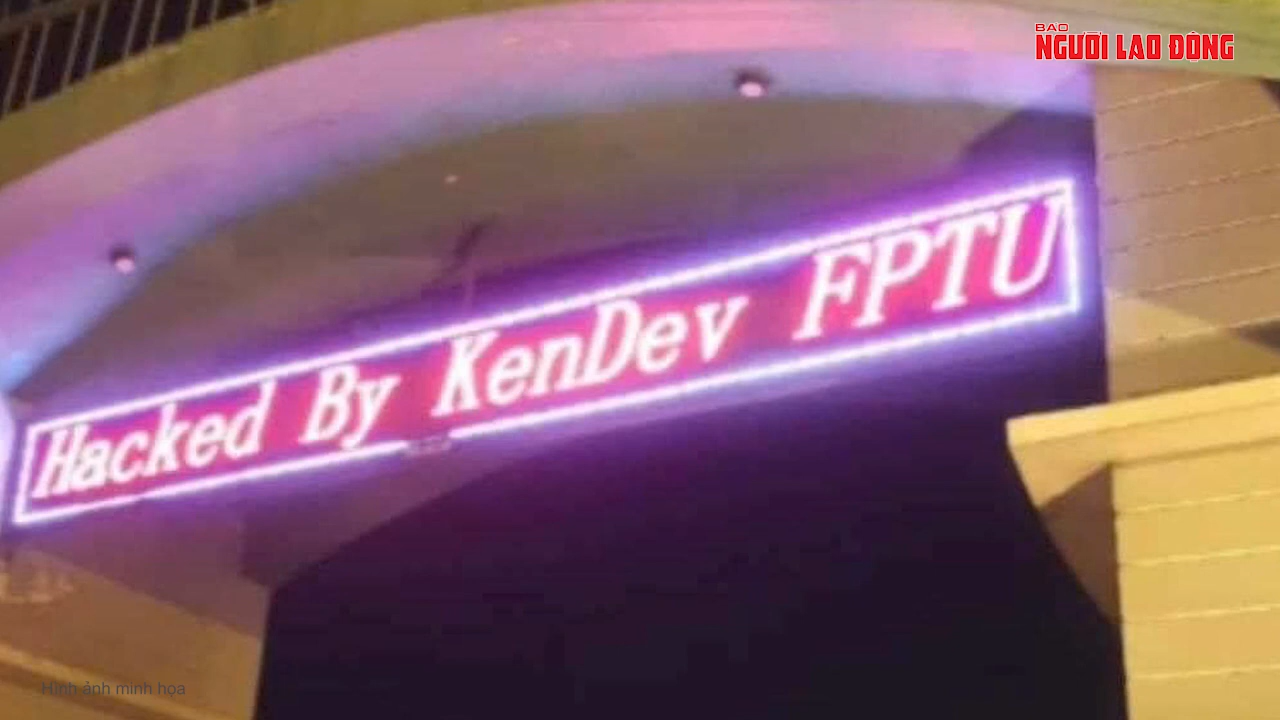 BÁO
NGƯỜI LAO ĐỘNG
Hacked By KenDev FPTU
Hình ảnh minh họa